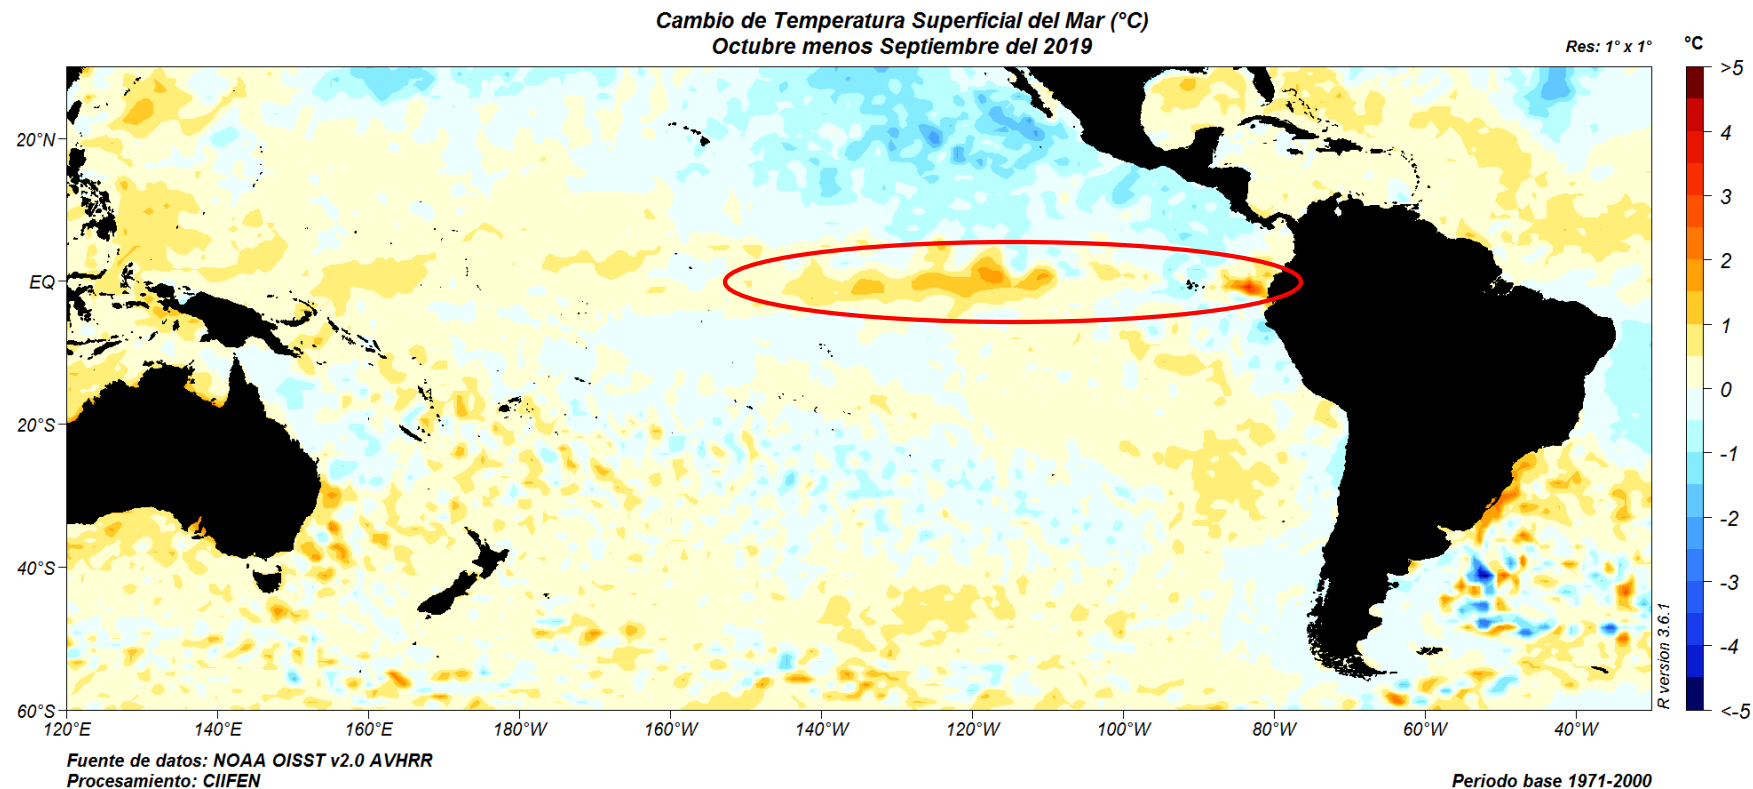 Cambio de Temperatura Superficial del Mar (°C)
Octubre menos Septiembre del 2019
Res: 1° x 1°
°C
>5
4
3
2
1
0
-1
-2
-3
-4
<-5
20°N
EQ
20°S
40°S
60°S
120°E
140°E
160°E
180°W
160°W
140°W
120°W
100°W
80°W
60°W
40°W
R version 3.6.1
Fuente de datos: NOAA OISST v2.0 AVHRR
Procesamiento: CIIFEN
Periodo base 1971-2000